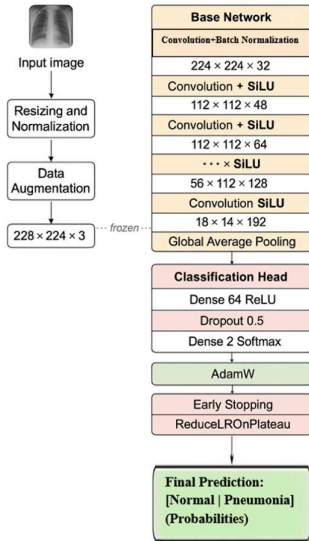 Input image
Resizing and
Normalization
Data
Augmentation
228 × 224 × 3
frozen
Base Network
Convolution+Batch Normalization
224 × 224 × 32
Convolution + SiLU
112 × 112 × 48
Convolution + SiLU
112 × 112 × 64
··· × SiLU
56 × 112 × 128
Convolution SiLU
18 × 14 × 192
Global Average Pooling
Classification Head
Dense 64 ReLU
Dropout 0.5
Dense 2 Softmax
AdamW
Early Stopping
ReduceLROnPlateau
Final Prediction:
[Normal | Pneumonia]
(Probabilities)